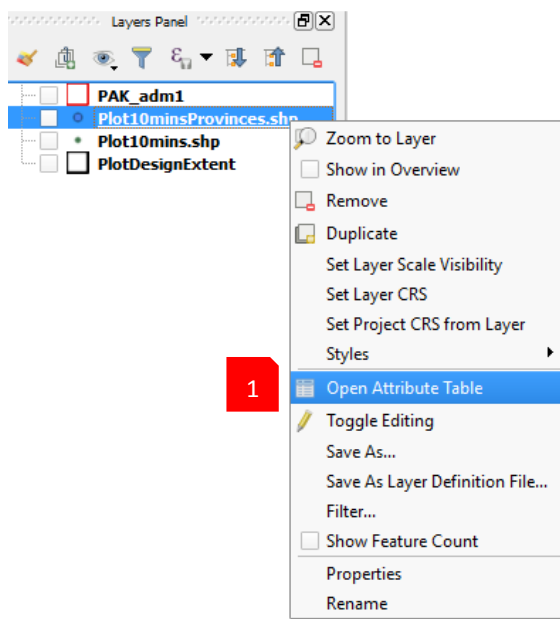 Layers Panel
PAK_adm1
Plot10minsProvinces.shp
Plot10mins.shp
PlotDesignExtent
Zoom to Layer
Show in Overview
Remove
Duplicate
Set Layer Scale Visibility
Set Layer CRS
Set Project CRS from Layer
Styles
1
Open Attribute Table
Toggle Editing
Save As...
Save As Layer Definition File...
Filter...
Show Feature Count
Properties
Rename